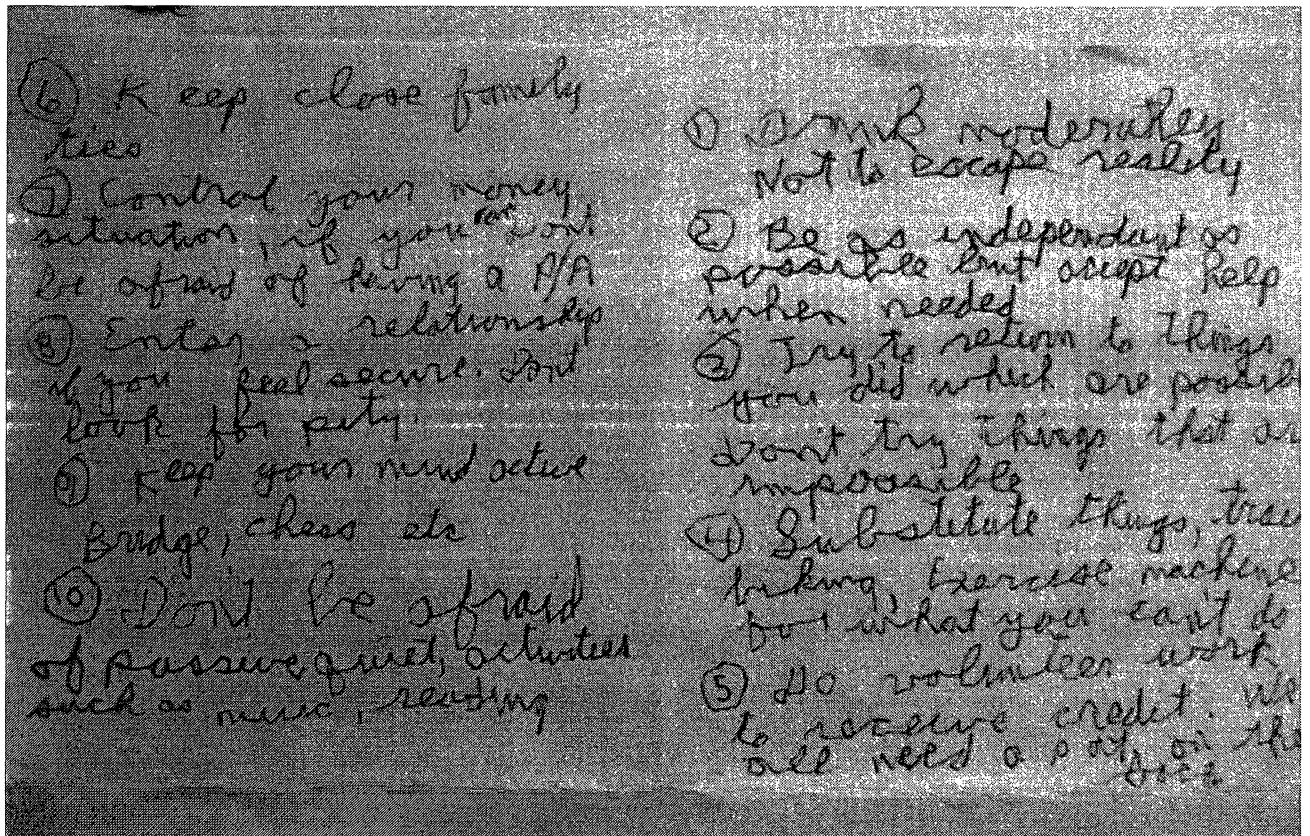 ① Drink moderatley
Not to escape reality
② Be as independant as
possible but accept help
when needed
③ Try to return to things
you did which are possibl
Don't try things that ar
impossible
④ Substitute things,
biking, Exercise machine
for what you can't do
⑤ Do volunteer work
to receive credit. We
all need a pat on the
back
⑥ Keep close family
ties
⑦ Control your money
situation, if you can Don't
be afraid of having a P/A
⑧ Enter a relationship
if you feel secure. Dont
look for pity.
⑨ Keep your mind active
Bridge, chess etc
⑩ Don't be afraid
of passive, quiet, activities
such as music, reading